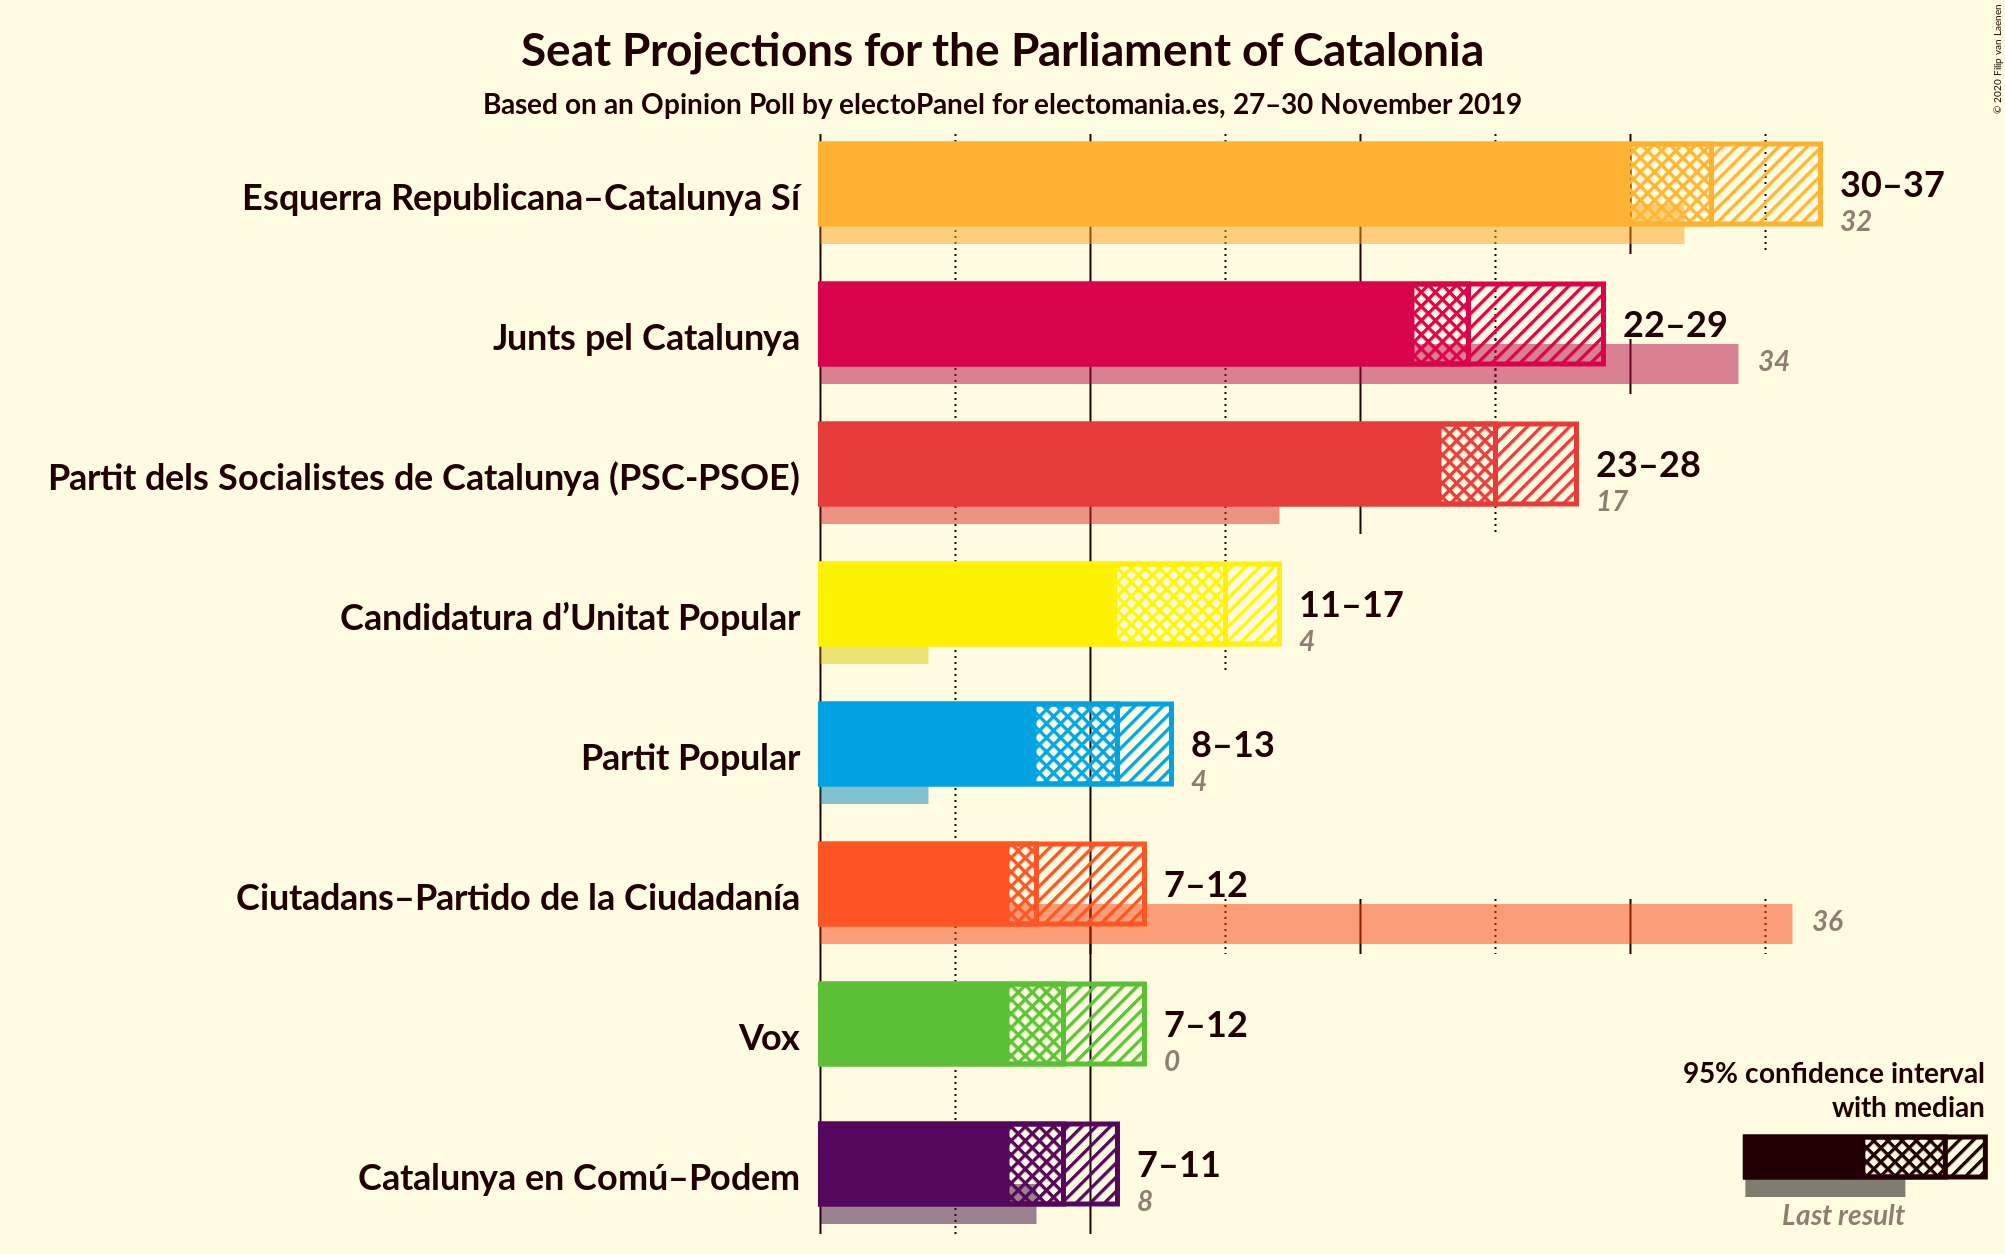 Seat Projections for the Parliament of Catalonia
Based on an Opinion Poll by electoPanel for electomania.es, 27–30 November 2019
© 2020 Filip van Laenen
Esquerra Republicana–Catalunya Sí
30–37
32
Junts pel Catalunya
22–29
34
Partit dels Socialistes de Catalunya (PSC-PSOE)
23–28
17
Candidatura d’Unitat Popular
11–17
4
Partit Popular
8–13
4
Ciutadans–Partido de la Ciudadanía
7–12
36
Vox
7–12
0
Catalunya en Comú–Podem
7–11
8
95% confidence interval
with median
Last result